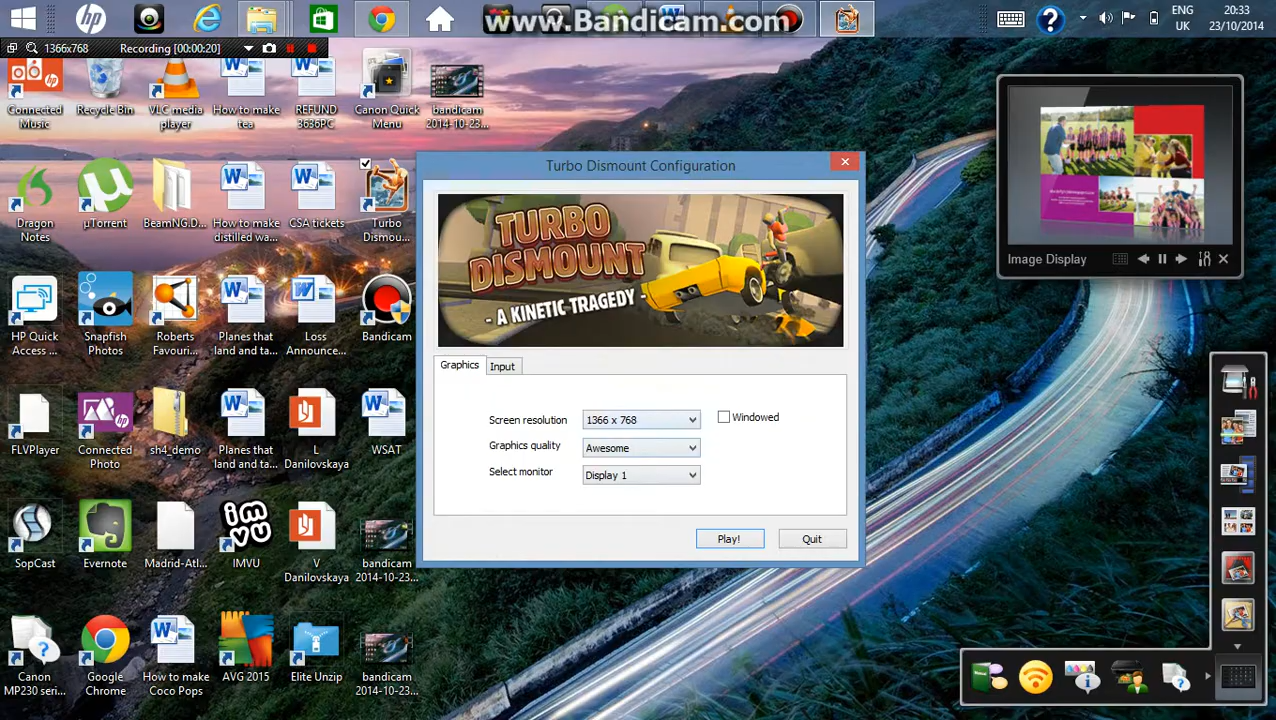 www.Bandicam.com
ENG
UK
20:33
23/10/2014
1366x768
Recording [00:00:20]
Connected
Music
Recycle Bin
VLC media
player
How to make
tea
REFUND
3636PC
Canon Quick
Menu
bandicam
2014-10-23...
Dragon
Notes
µTorrent
BeamNG.D...
How to make
distilled wa...
CSA tickets
Turbo
Dismou...
HP Quick
Access ...
Snapfish
Photos
Roberts
Favouri...
Planes that
land and ta...
Loss
Announce...
Bandicam
FLVPlayer
Connected
Photo
sh4_demo
Planes that
land and ta...
L
Danilovskaya
WSAT
SopCast
Evernote
Madrid-Atl...
IMVU
V
Danilovskaya
bandicam
2014-10-23...
Canon
MP230 seri...
Google
Chrome
How to make
Coco Pops
AVG 2015
Elite Unzip
bandicam
2014-10-23...
Turbo Dismount Configuration
TURBO
DISMOUNT
- A KINETIC TRAGEDY -
Graphics
Input
Screen resolution
1366 x 768
Windowed
Graphics quality
Awesome
Select monitor
Display 1
Play!
Quit
Image Display